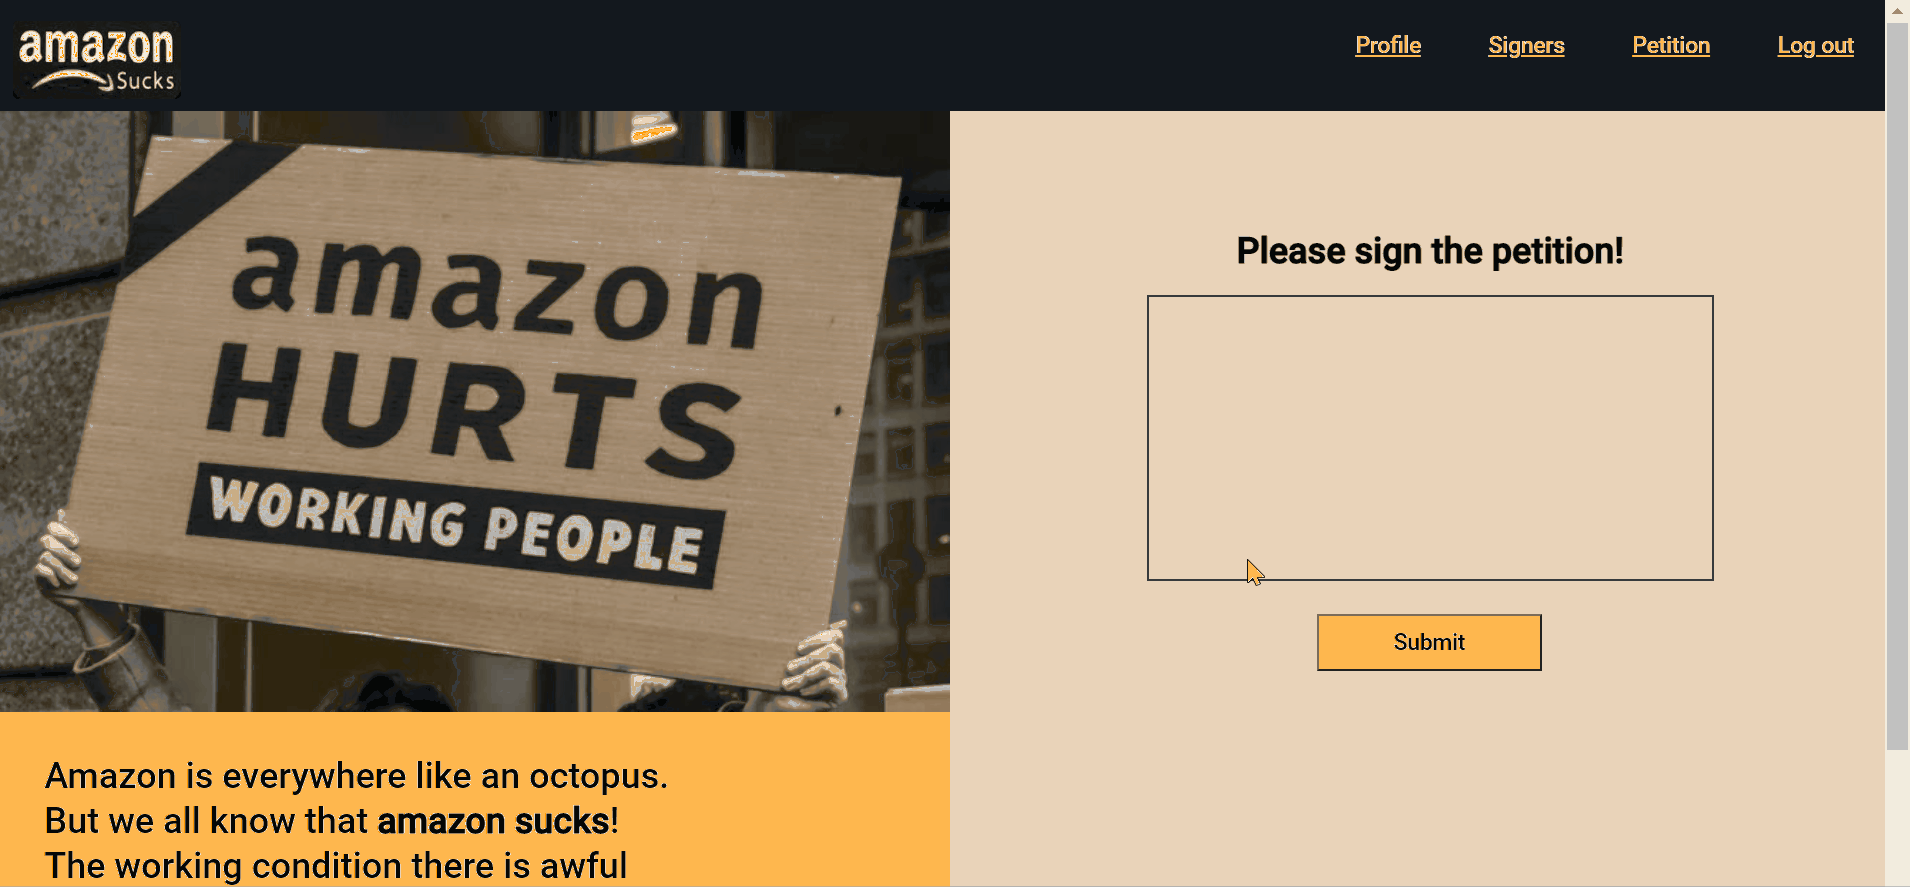 amazon
Sucks
Profile
Signers
Petition
Log out
amazon
HURTS
WORKING PEOPLE
Please sign the petition!
Submit
Amazon is everywhere like an octopus.
But we all know that amazon sucks!
The working condition there is awful